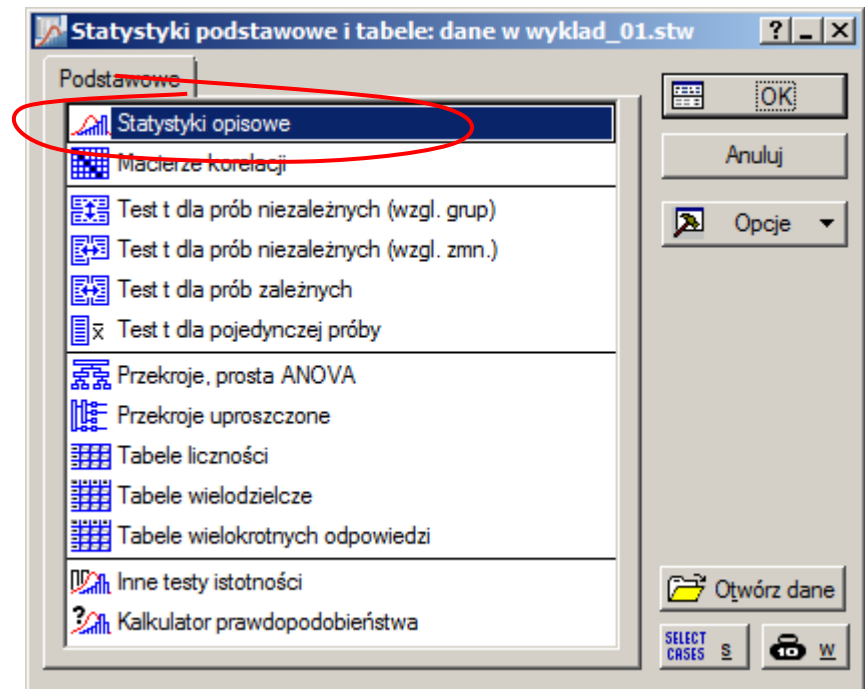 Statystyki podstawowe i tabele: dane w wyklad_01.stw
Podstawowe
OK
Statystyki opisowe
Macierze korelacji
Anuluj
Test t dla prób niezależnych (wzgl. grup)
Opcje
Test t dla prób niezależnych (wzgl. zmn.)
Test t dla prób zależnych
Test t dla pojedynczej próby
Przekroje, prosta ANOVA
Przekroje uproszczone
Tabele liczności
Tabele wielodzielcze
Tabele wielokrotnych odpowiedzi
Inne testy istotności
Otwórz dane
Kalkulator prawdopodobieństwa
SELECT CASES s
10 w